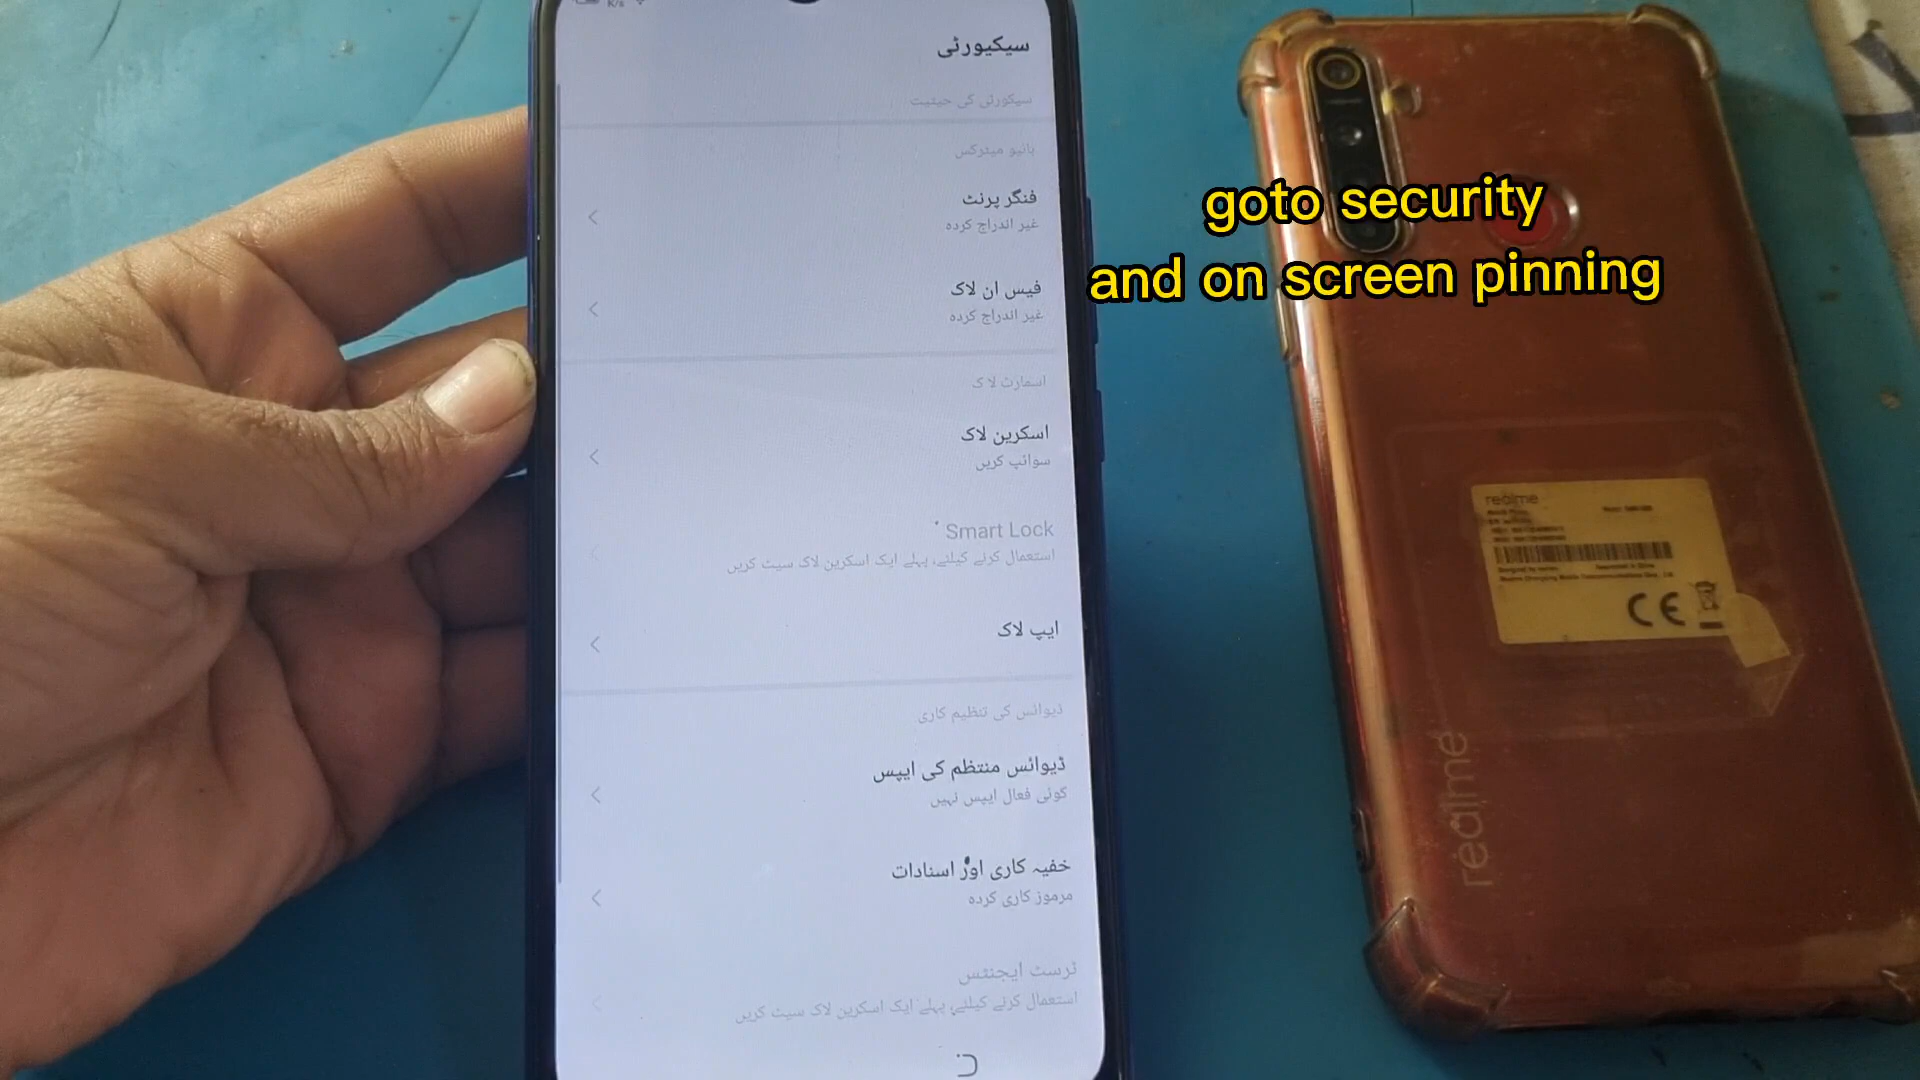 K/s
سیکیورٹی
سیکورٹی کی حیثیت
بائیو میٹرکس
فنگر پرنٹ
غیر اندراج کردہ
فیس ان لاک
غیر اندراج کردہ
اسمارٹ لاک
اسکرین لاک
سوائپ کریں
Smart Lock
استعمال کرنے کیلئے، پہلے ایک اسکرین لاک سیٹ کریں
ایپ لاک
ڈیوائس کی تنظیم کاری
ڈیوائس منتظم کی ایپس
کوئی فعال ایپس نہیں
خفیہ کاری اور اسنادات
مرموز کاری کردہ
ٹرسٹ ایجنٹس
استعمال کرنے کیلئے، پہلے ایک اسکرین لاک سیٹ کریں
goto security
and on screen pinning
realme
CE
realme